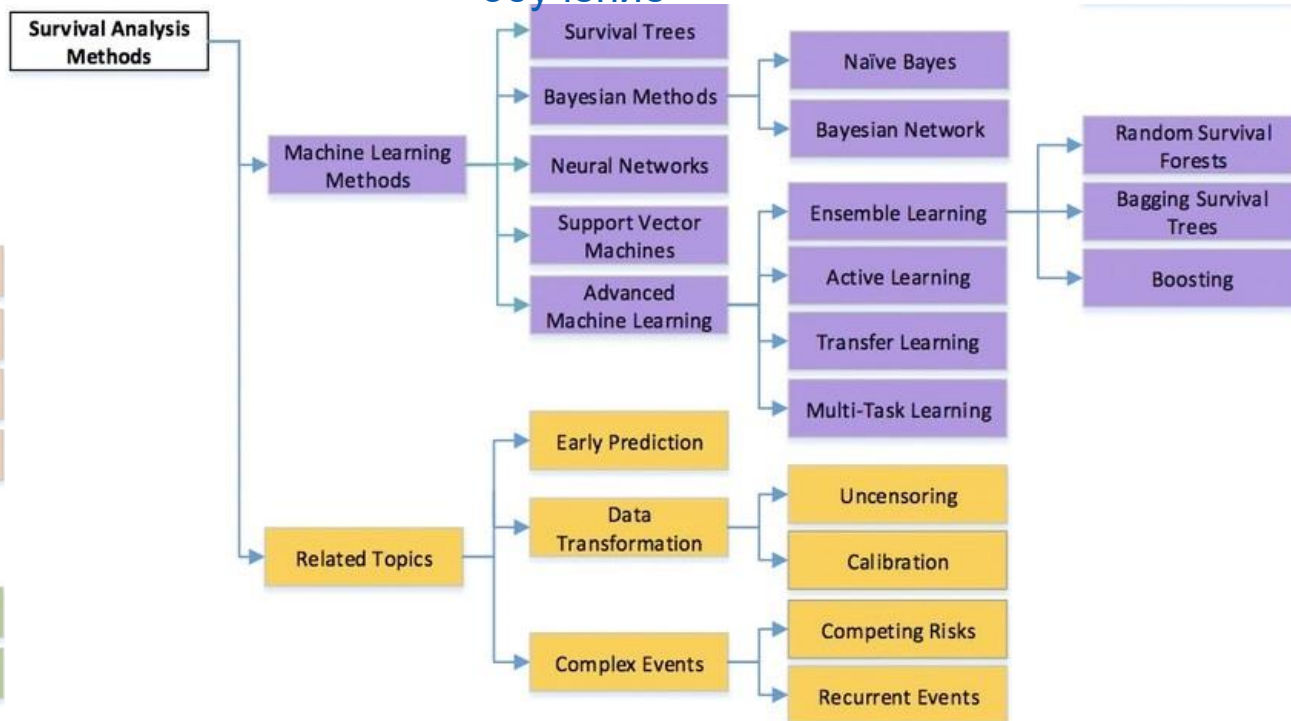 обучение
Survival Analysis
Methods
Survival Trees
Naïve Bayes
Bayesian Methods
Bayesian Network
Machine Learning
Methods
Neural Networks
Random Survival
Forests
Support Vector
Machines
Ensemble Learning
Bagging Survival
Trees
Advanced
Machine Learning
Active Learning
Boosting
Transfer Learning
Multi-Task Learning
Early Prediction
Uncensoring
Data
Transformation
Related Topics
Calibration
Competing Risks
Complex Events
Recurrent Events